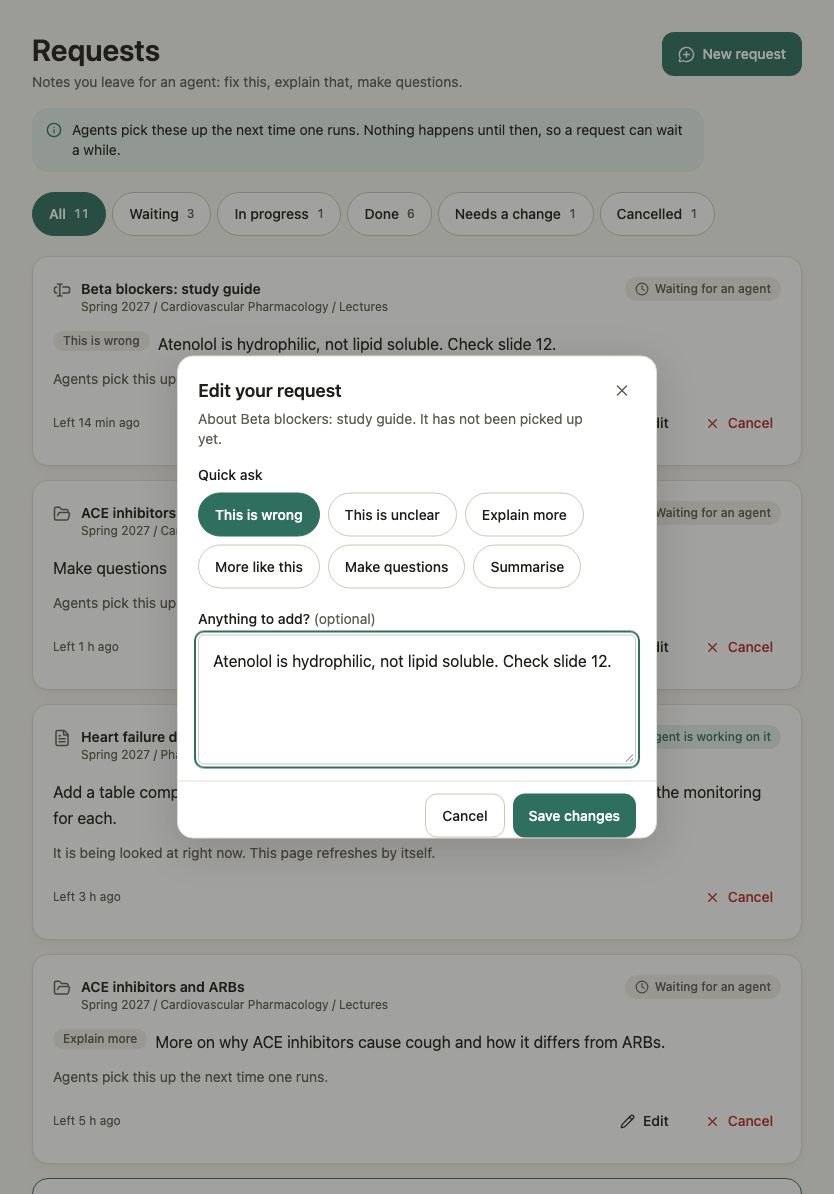 Requests
New request
Notes you leave for an agent: fix this, explain that, make questions.
Agents pick these up the next time one runs. Nothing happens until then, so a request can wait
a while.
All 11
Waiting 3
In progress 1
Done 6
Needs a change 1
Cancelled 1
Beta blockers: study guide
Waiting for an agent
Spring 2027 / Cardiovascular Pharmacology / Lectures
This is wrong
Atenolol is hydrophilic, not lipid soluble. Check slide 12.
Agents pick this up
Left 14 min ago
Cancel
Edit your request
About Beta blockers: study guide. It has not been picked up
yet.
Quick ask
This is wrong
This is unclear
Explain more
More like this
Make questions
Summarise
Anything to add? (optional)
Atenolol is hydrophilic, not lipid soluble. Check slide 12.
Cancel
Save changes
ACE inhibitors
Waiting for an agent
Spring 2027 /
Make questions
Agents pick this up
Left 1 h ago
Cancel
Heart failure
agent is working on it
Spring 2027 /
Add a table
the monitoring
for each.
It is being looked at right now. This page refreshes by itself.
Left 3 h ago
Cancel
ACE inhibitors and ARBs
Waiting for an agent
Spring 2027 / Cardiovascular Pharmacology / Lectures
Explain more
More on why ACE inhibitors cause cough and how it differs from ARBs.
Agents pick this up the next time one runs.
Left 5 h ago
Edit
Cancel